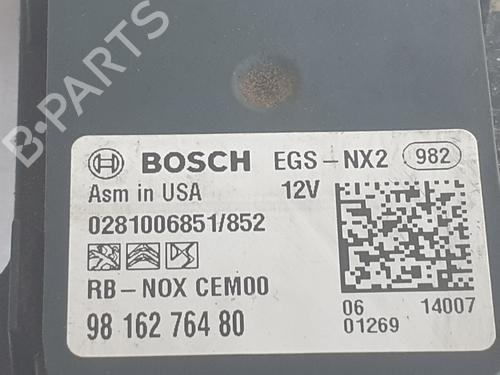 B-PARTS
BOSCH EGS-NX2 982
Asm in USA 12V
0281006851/852
RB-NOX CEM00
98 162 764 80
06 14007
01269